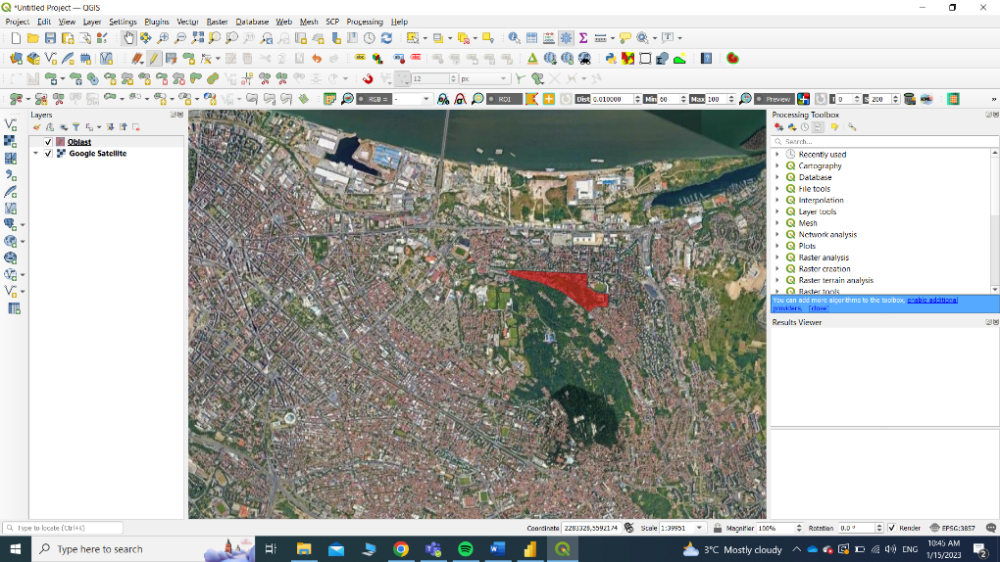 *Untitled Project — QGIS
Project Edit View Layer Settings Plugins Vector Raster Database Web Mesh SCP Processing Help
12 px
RGB = - ROI Dist 0.010000 Min 60 Max 100 Preview T 0 S 200 KML »
Layers
Oblast
Google Satellite
Processing Toolbox
Search...
Recently used
Cartography
Database
File tools
Interpolation
Layer tools
Mesh
Network analysis
Plots
Raster analysis
Raster creation
Raster terrain analysis
Raster tools
You can add more algorithms to the toolbox, enable additional
providers. [close]
Results Viewer
Type to locate (Ctrl+K)
Coordinate 2283328,5592174 Scale 1:39951 Magnifier 100% Rotation 0.0 ° Render EPSG:3857
Type here to search
3°C Mostly cloudy ENG 10:45 AM
1/15/2023 2